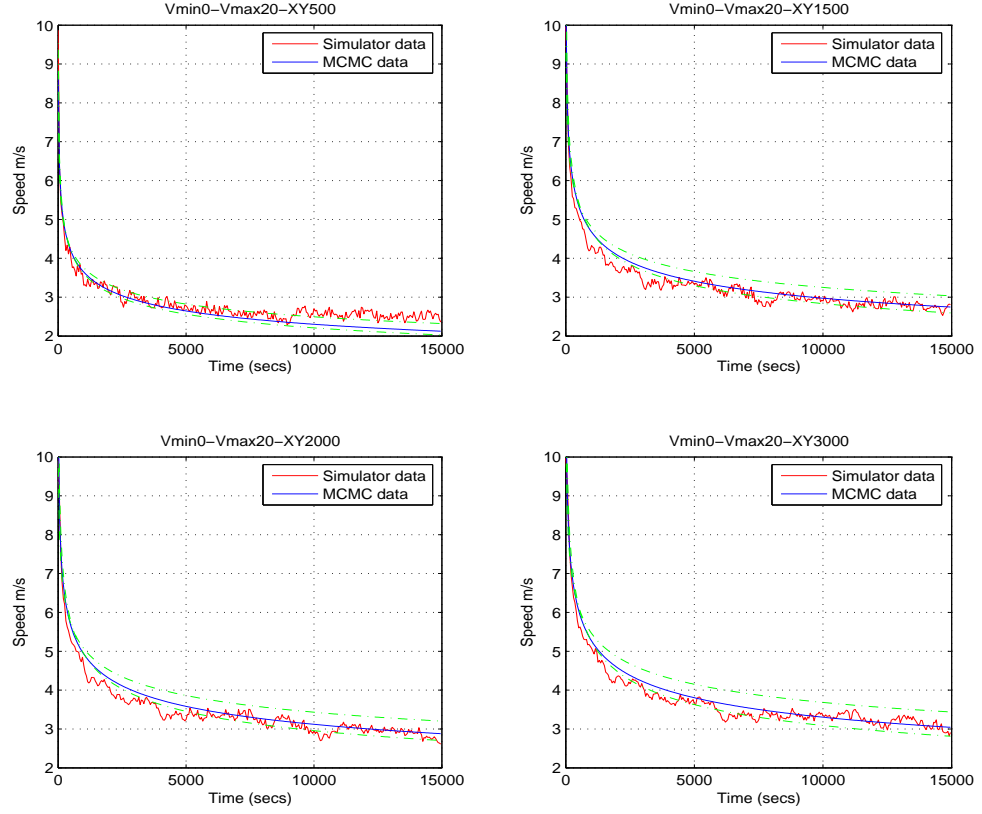 Vmin0−Vmax20−XY500
10
9
8
7
6
5
4
3
2
Speed m/s
Simulator data
MCMC data
0
5000
10000
15000
Time (secs)
Vmin0−Vmax20−XY1500
10
9
8
7
6
5
4
3
2
Speed m/s
Simulator data
MCMC data
0
5000
10000
15000
Time (secs)
Vmin0−Vmax20−XY2000
10
9
8
7
6
5
4
3
2
Speed m/s
Simulator data
MCMC data
0
5000
10000
15000
Time (secs)
Vmin0−Vmax20−XY3000
10
9
8
7
6
5
4
3
2
Speed m/s
Simulator data
MCMC data
0
5000
10000
15000
Time (secs)